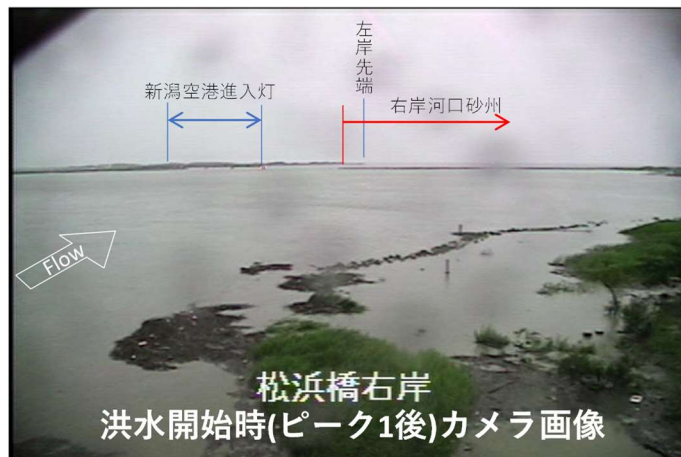 左岸先端
新潟空港進入灯
右岸河口砂州
Flow
松浜橋右岸
洪水開始時(ピーク1後)カメラ画像